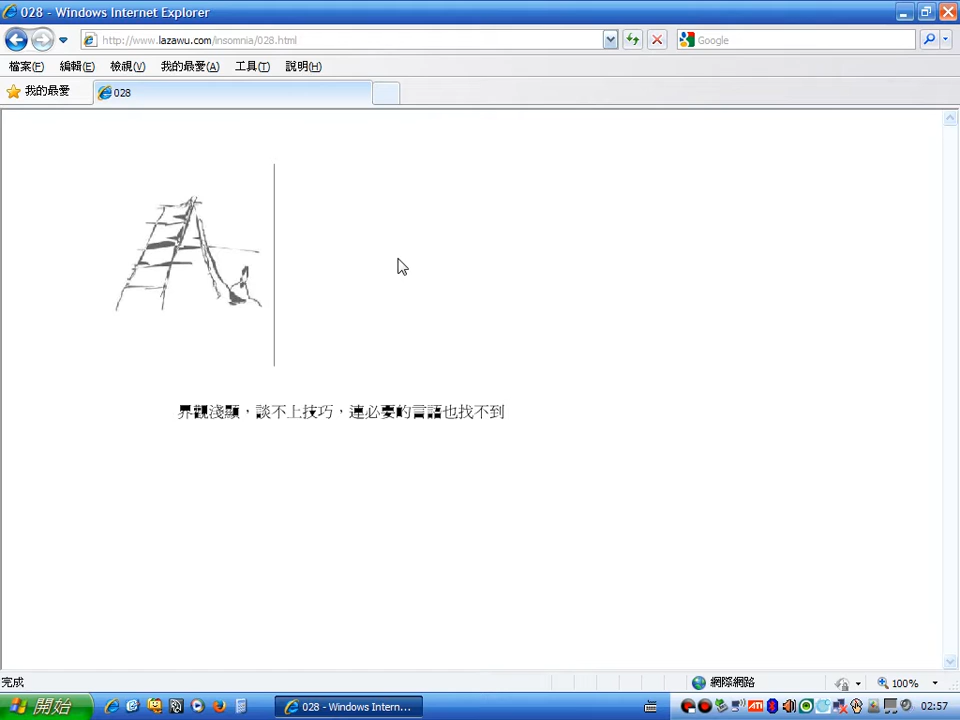 028 - Windows Internet Explorer
http://www.lazawu.com/insomnia/028.html
Google
檔案(F) 編輯(E) 檢視(V) 我的最愛(A) 工具(T) 說明(H)
我的最愛
028
界觀淺顯，談不上技巧，連必要的言語也找不到
完成
網際網路
100%
開始
028 - Windows Intern...
ATI
02:57